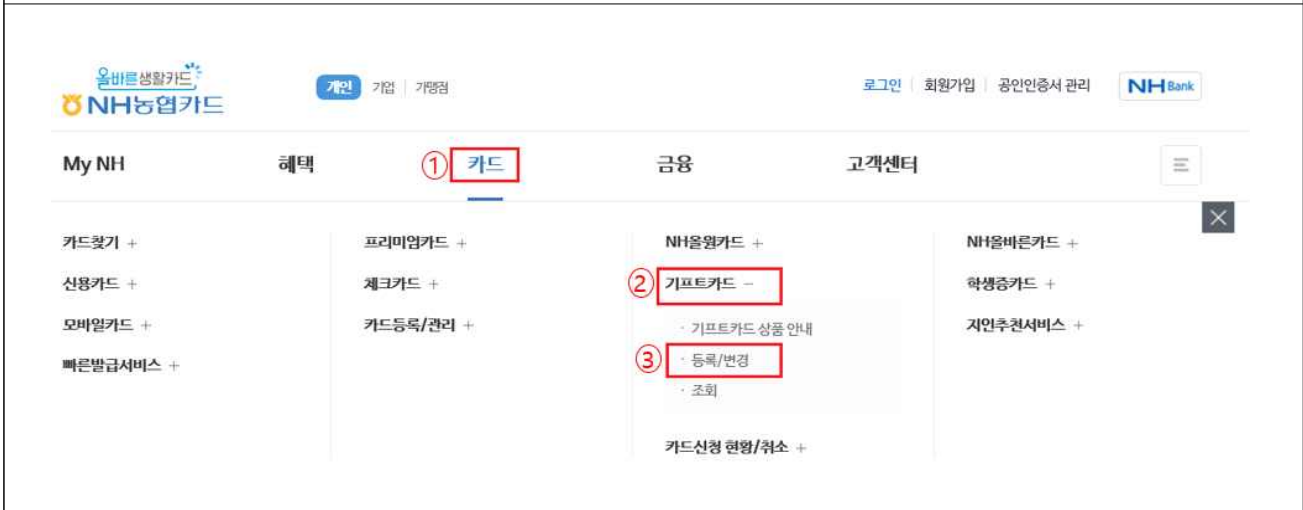 올바른생활카드
NH농협카드
개인 기업 가맹점
로그인 회원가입 공인인증서 관리 NH Bank
My NH 혜택 ① 카드 금융 고객센터
카드찾기 + 프리미엄카드 + NH올원카드 + NH올바른카드 +
신용카드 + 체크카드 + ② 기프트카드 − 학생증카드 +
모바일카드 + 카드등록/관리 + · 기프트카드 상품 안내 지인추천서비스 +
③ · 등록/변경
빠른발급서비스 +
· 조회
카드신청 현황/취소 +